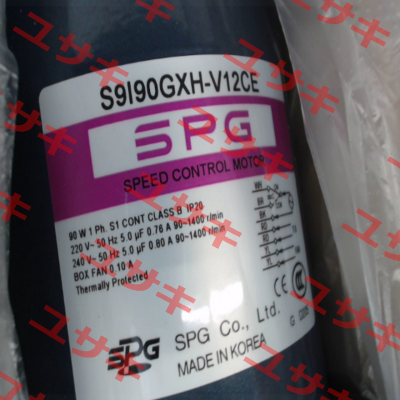 S9I90GXH-V12CE
SPG
SPEED CONTROL MOTOR
90 W 1 Ph. S1 CONT CLASS B IP20
220 V~ 50 Hz 5.0 µF 0.76 A 90~1400 r/min
240 V~ 50 Hz 5.0 µF 0.80 A 90~1400 r/min
BOX FAN 0.10 A
Thermally Protected
CE
SPG SPG Co., Ltd.
MADE IN KOREA
ユサキ